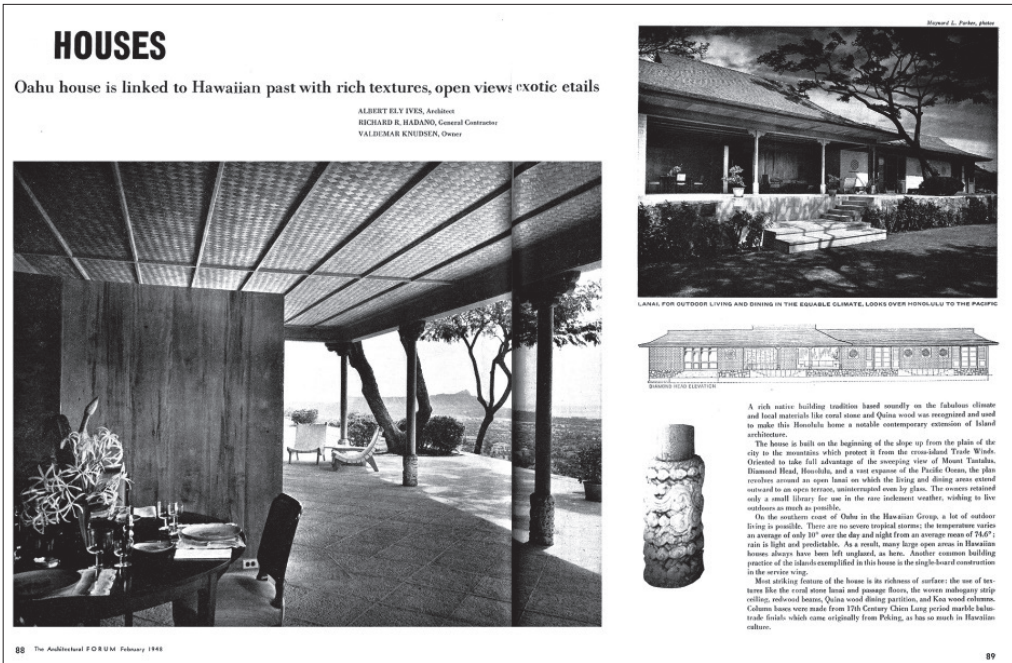 HOUSES
Oahu house is linked to Hawaiian past with rich textures, open views exotic etails
ALBERT ELY IVES, Architect
RICHARD R. HADANO, General Contractor
VALDEMAR KNUDSEN, Owner
88 The Architectural FORUM February 1948
Maynard L. Parker, photos
LANAI, FOR OUTDOOR LIVING AND DINING IN THE EQUABLE CLIMATE, LOOKS OVER HONOLULU TO THE PACIFIC
DIAMOND HEAD ELEVATION
A rich native building tradition based soundly on the fabulous climate
and local materials like coral stone and Quina wood was recognized and used
to make this Honolulu home a notable contemporary extension of Island
architecture.
The house is built on the beginning of the slope up from the plain of the
city to the mountains which protect it from the cross-island Trade Winds.
Oriented to take full advantage of the sweeping view of Mount Tantalus,
Diamond Head, Honolulu, and a vast expanse of the Pacific Ocean, the plan
revolves around an open lanai on which the living and dining areas extend
outward to an open terrace, uninterrupted even by glass. The owners retained
only a small library for use in the rare inclement weather, wishing to live
outdoors as much as possible.
On the southern coast of Oahu in the Hawaiian Group, a lot of outdoor
living is possible. There are no severe tropical storms; the temperature varies
an average of only 10° over the day and night from an average mean of 74.6°;
rain is light and predictable. As a result, many large open areas in Hawaiian
houses always have been left unglazed, as here. Another common building
practice of the islands exemplified in this house is the single-board construction
in the service wing.
Most striking feature of the house is its richness of surface: the use of tex-
tures like the coral stone lanai and passage floors, the woven mahogany strip
ceiling, redwood beams, Quina wood dining partition, and Koa wood columns.
Column bases were made from 17th Century Chien Lung period marble balus-
trade finials which came originally from Peking, as has so much in Hawaiian
culture.
89